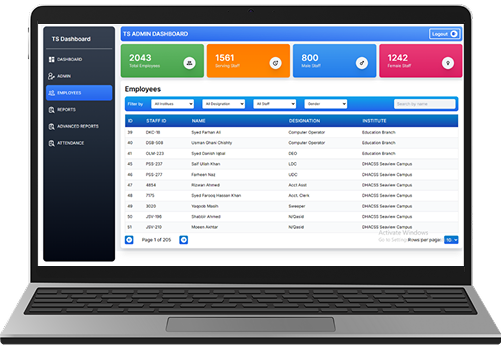 TS Dashboard
DASHBOARD
ADMIN
EMPLOYEES
REPORTS
ADVANCED REPORTS
ATTENDANCE
TS ADMIN DASHBOARD
Logout
2043
Total Employees
1561
Serving Staff
800
Male Staff
1242
Female Staff
Employees
Filter by
All Institute
All Designation
All Staff
Gender
Search by name
ID STAFF ID NAME DESIGNATION INSTITUTE
39 DKC-18 Syed Farhan Ali Computer Operator Education Branch
40 DSB-508 Usman Ghani Chishty Computer Operator Education Branch
41 OLM-233 Syed Danish Iqbal DEO Education Branch
45 PSS-237 Saif Ullah Khan LDC DHACSS Seaview Campus
46 PSS-277 Farheen Naz UDC DHACSS Seaview Campus
47 4854 Rizwan Ahmed Acct Asst DHACSS Seaview Campus
48 7175 Syed Farooq Hassan Khan Acct. Clerk DHACSS Seaview Campus
49 3020 Yaqoob Masih Sweeper DHACSS Seaview Campus
50 JSV-196 Shabbir Ahmed N/Qasid DHACSS Seaview Campus
51 JSV-210 Moeen Akhtar N/Qasid DHACSS Seaview Campus
Activate Windows
Page 1 of 205
Go to Setting
Rows per page: 10